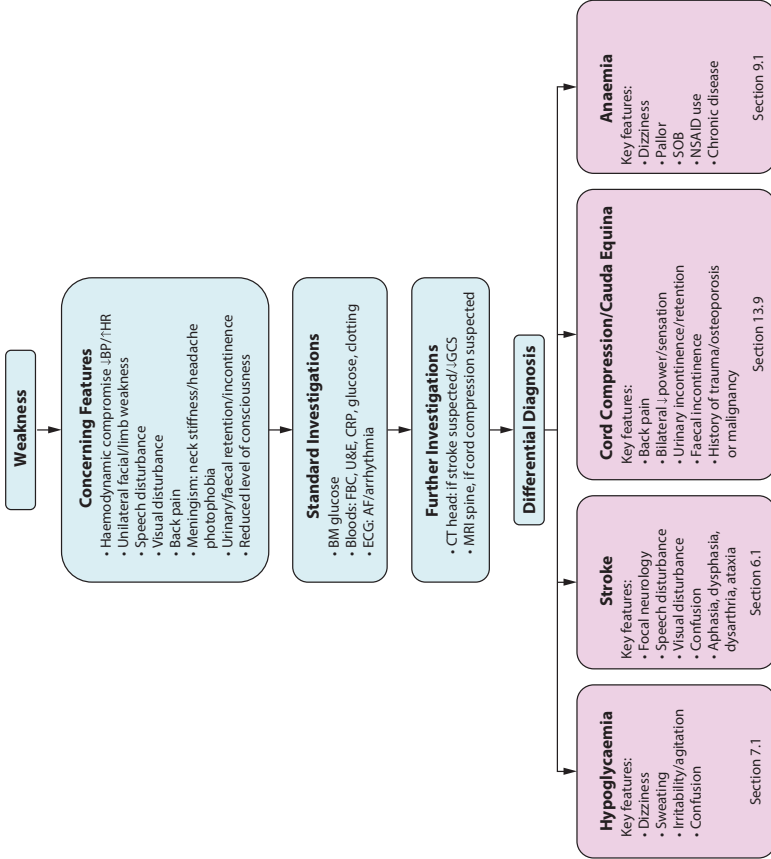 Weakness
Concerning Features
• Haemodynamic compromise ↓BP/↑HR
• Unilateral facial/limb weakness
• Speech disturbance
• Visual disturbance
• Back pain
• Meningism: neck stiffness/headache
photophobia
• Urinary/faecal retention/incontinence
• Reduced level of consciousness
Standard Investigations
• BM glucose
• Bloods: FBC, U&E, CRP, glucose, clotting
• ECG: AF/arrhythmia
Further Investigations
• CT head: if stroke suspected/↓GCS
• MRI spine, if cord compression suspected
Differential Diagnosis
Hypoglycaemia
Key features:
• Dizziness
• Sweating
• Irritability/agitation
• Confusion
Section 7.1
Stroke
Key features:
• Focal neurology
• Speech disturbance
• Visual disturbance
• Confusion
• Aphasia, dysphasia,
dysarthria, ataxia
Section 6.1
Cord Compression/Cauda Equina
Key features:
• Back pain
• Bilateral ↓power/sensation
• Urinary incontinence/retention
• Faecal incontinence
• History of trauma/osteoporosis
or malignancy
Section 13.9
Anaemia
Key features:
• Dizziness
• Pallor
• SOB
• NSAID use
• Chronic disease
Section 9.1